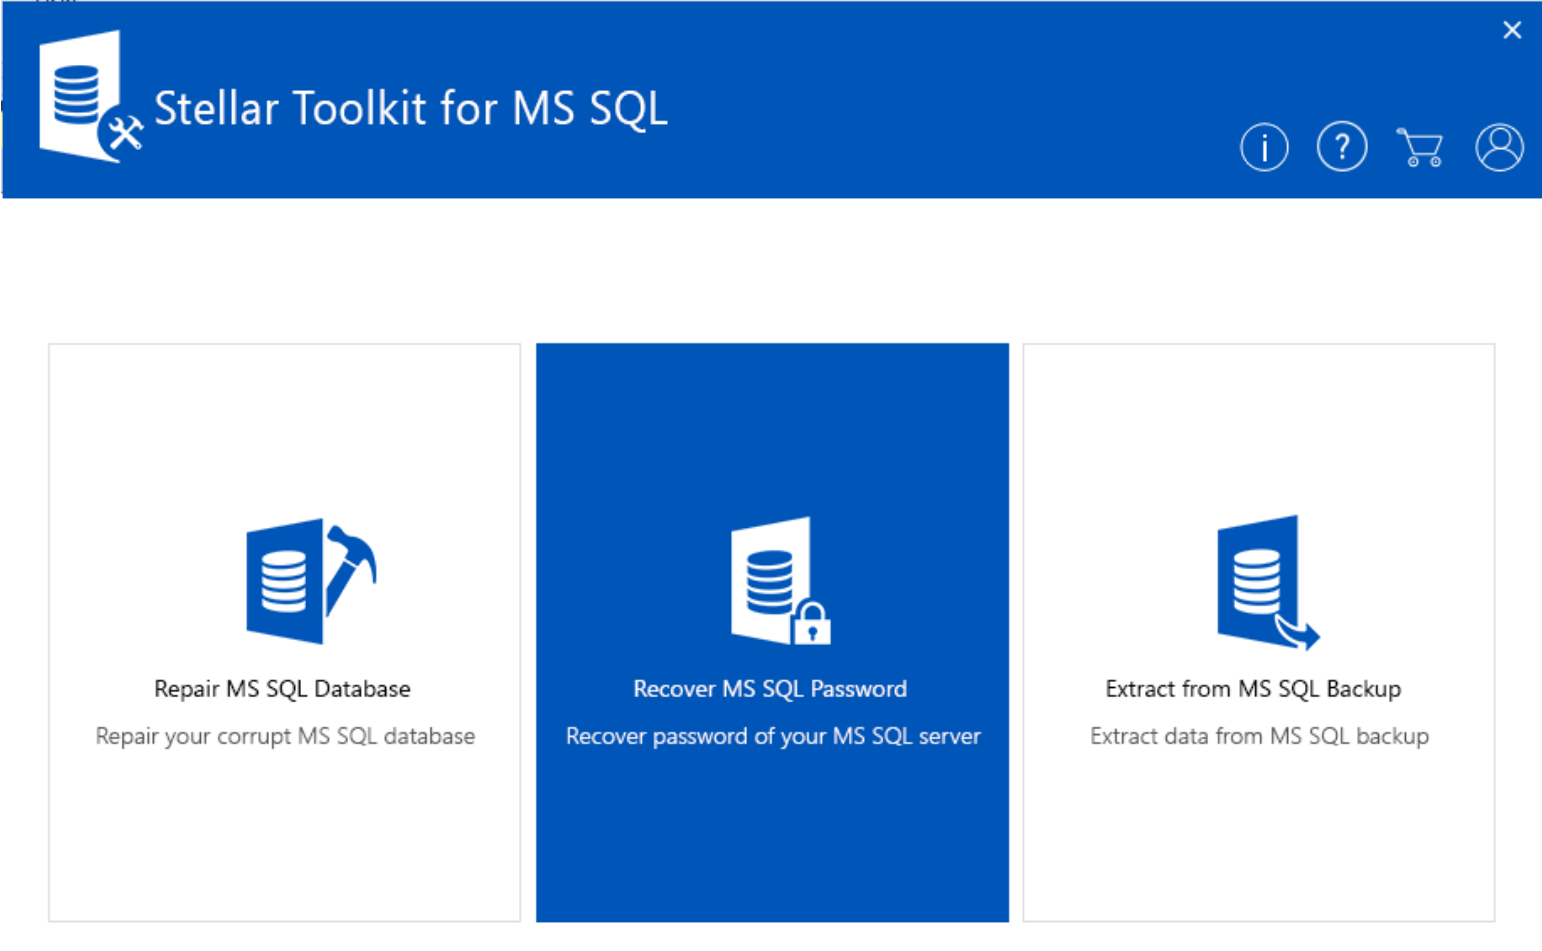 Stellar Toolkit for MS SQL
Repair MS SQL Database
Repair your corrupt MS SQL database
Recover MS SQL Password
Recover password of your MS SQL server
Extract from MS SQL Backup
Extract data from MS SQL backup